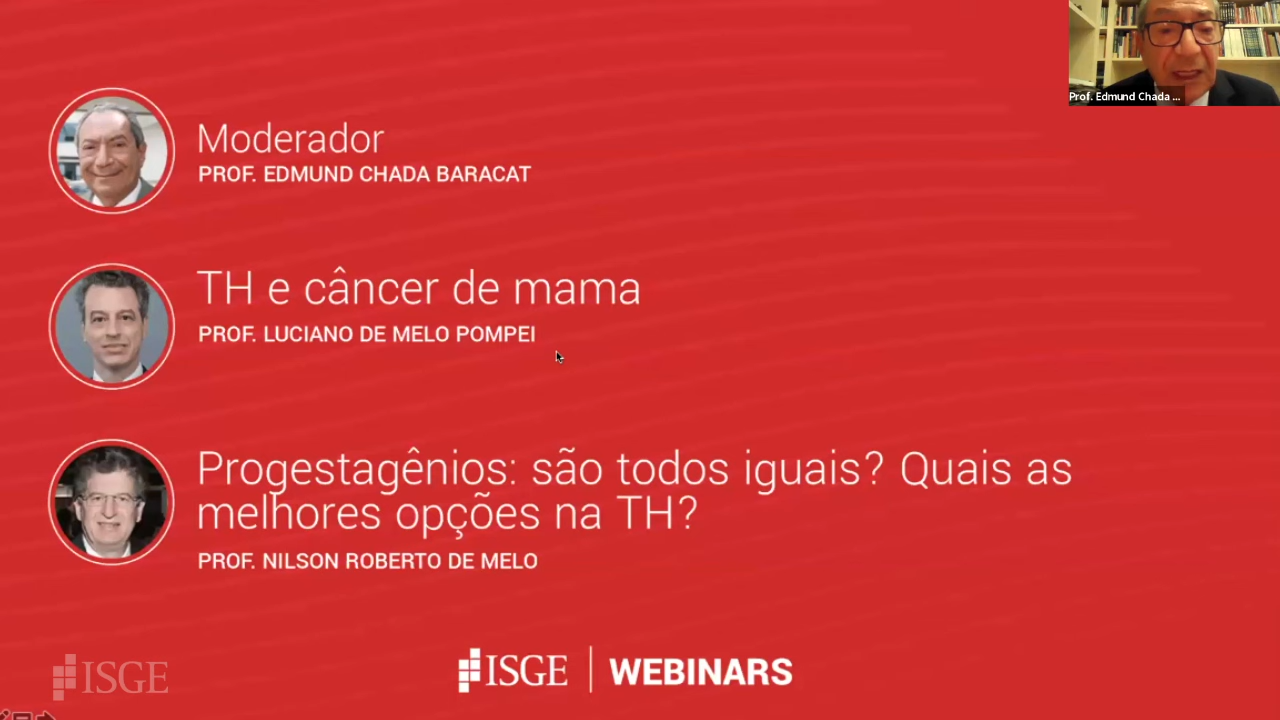 Prof. Edmund Chada ...
Moderador
PROF. EDMUND CHADA BARACAT
TH e câncer de mama
PROF. LUCIANO DE MELO POMPEI
Progestagênios: são todos iguais? Quais as
melhores opções na TH?
PROF. NILSON ROBERTO DE MELO
ISGE
ISGE | WEBINARS